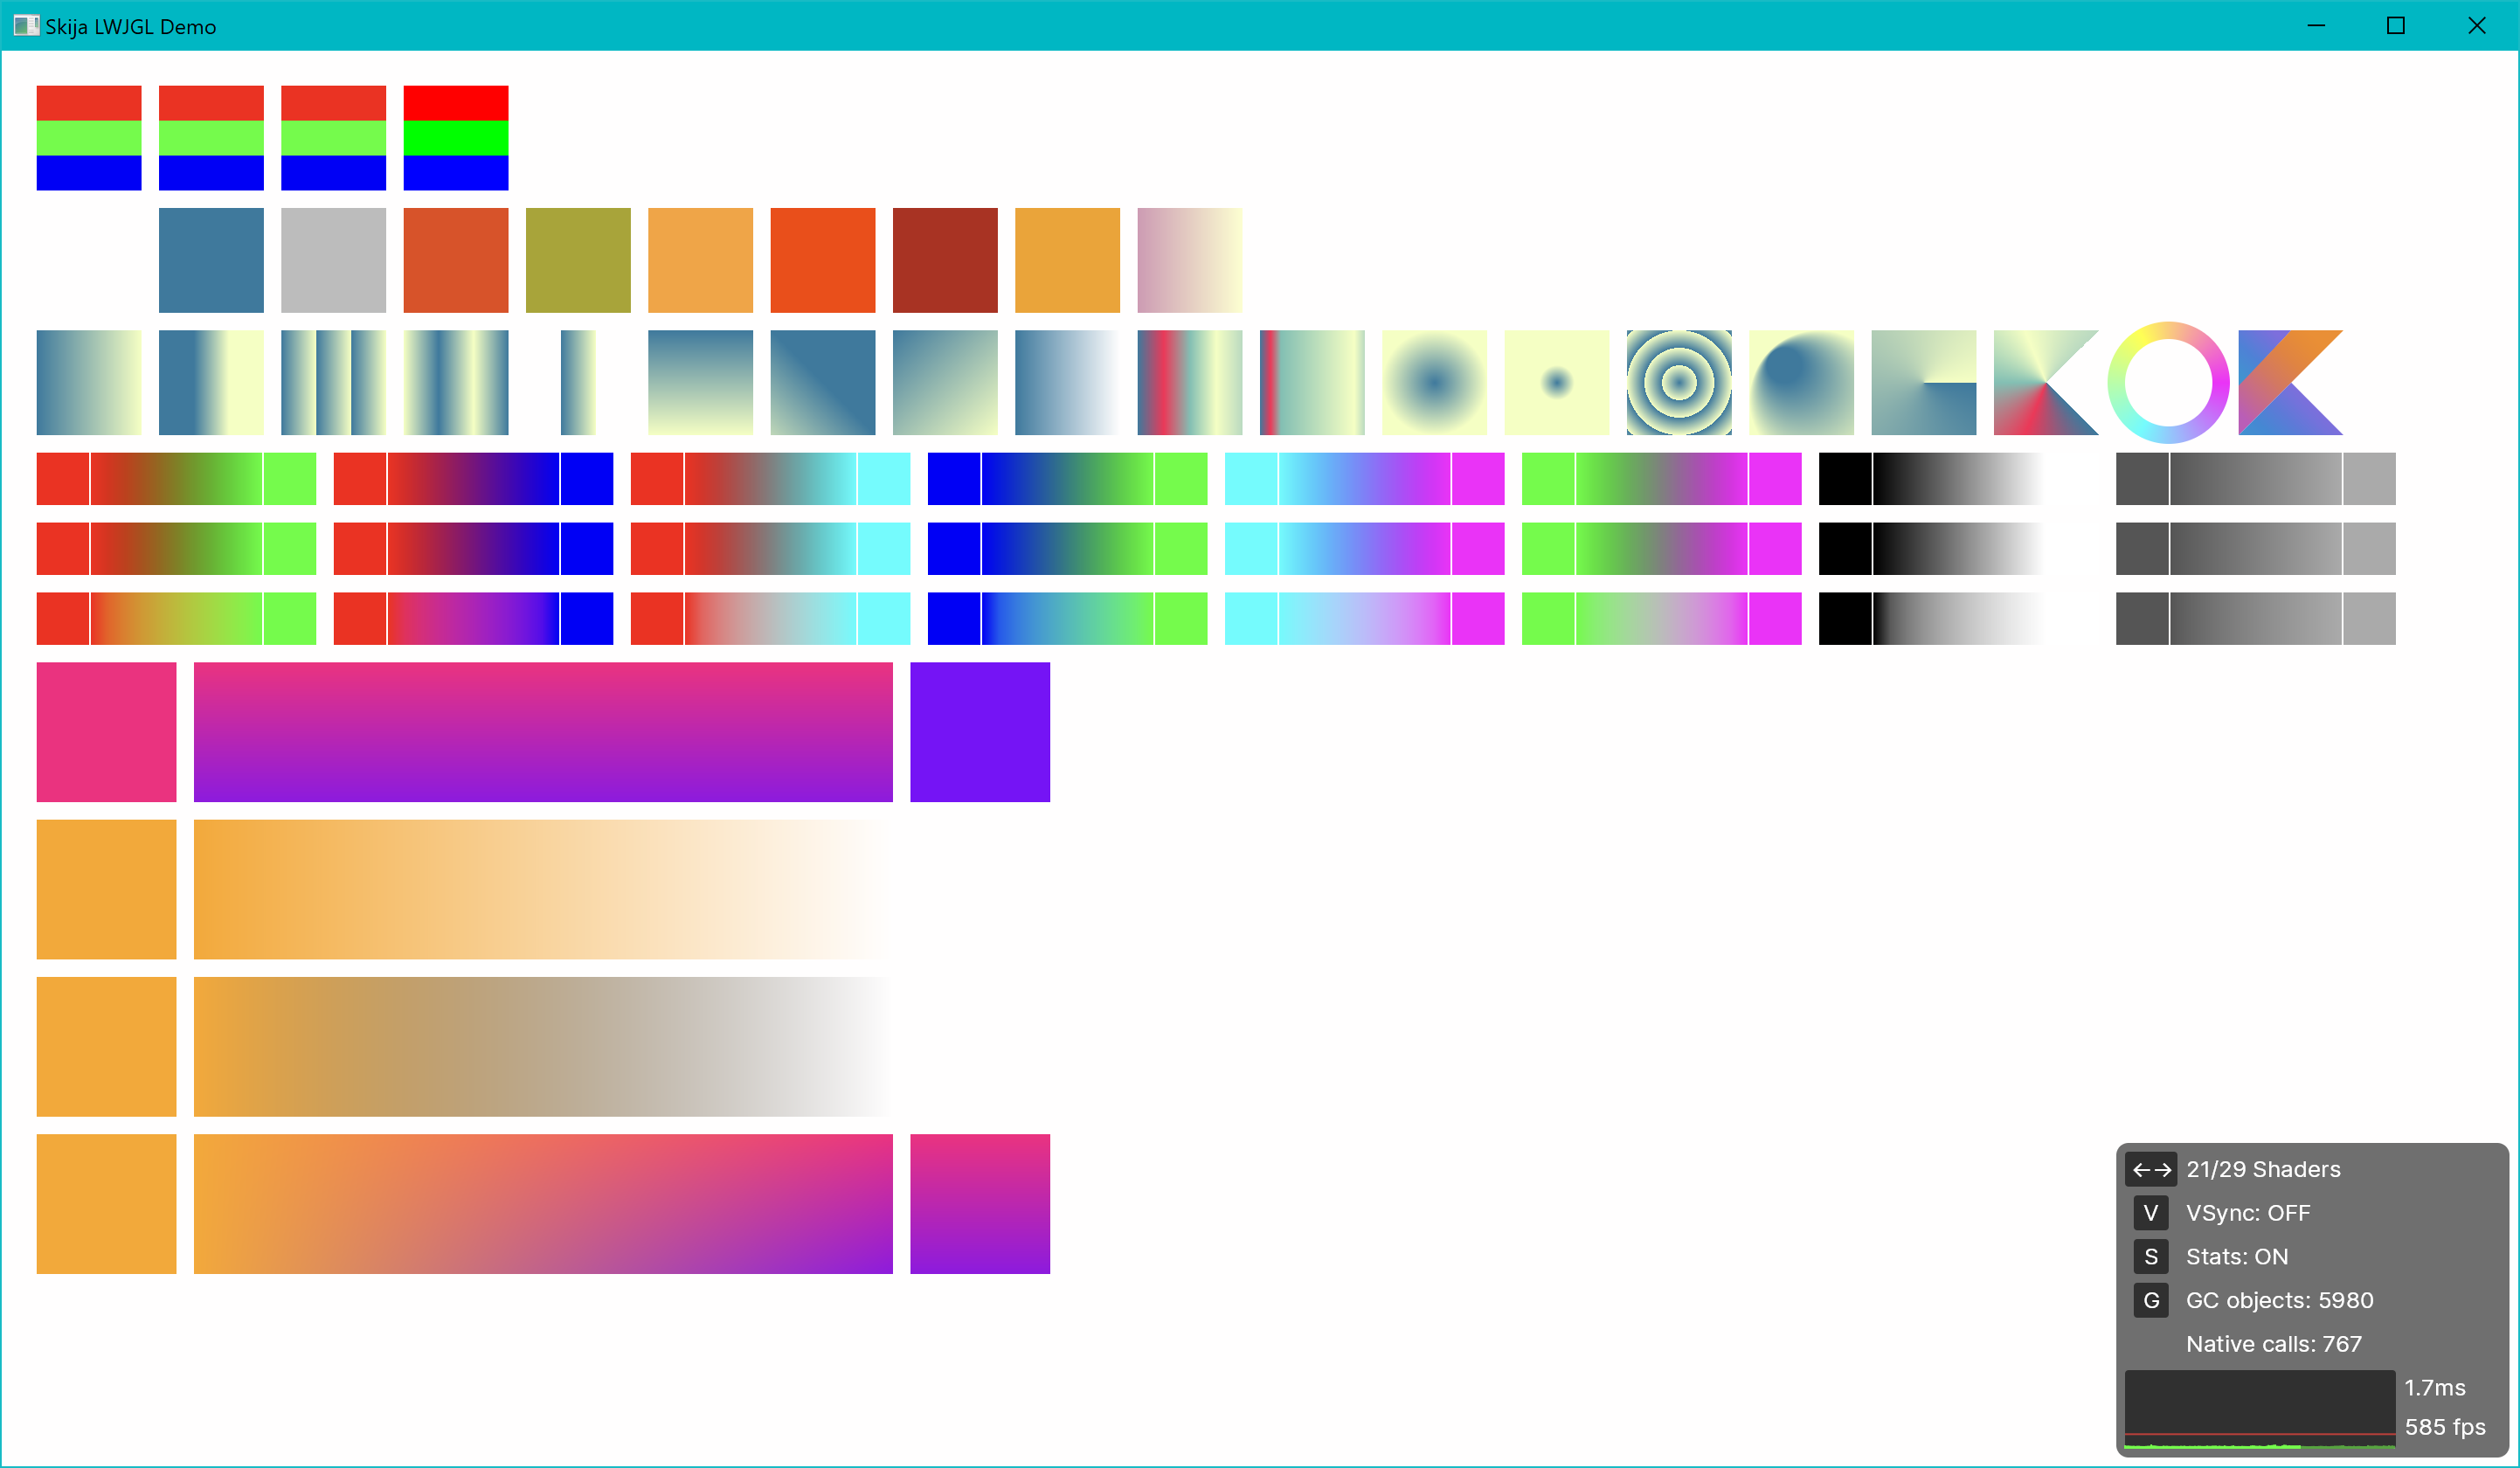 Skija LWJGL Demo
←→ 21/29 Shaders
V VSync: OFF
S Stats: ON
G GC objects: 5980
Native calls: 767
1.7ms
585 fps